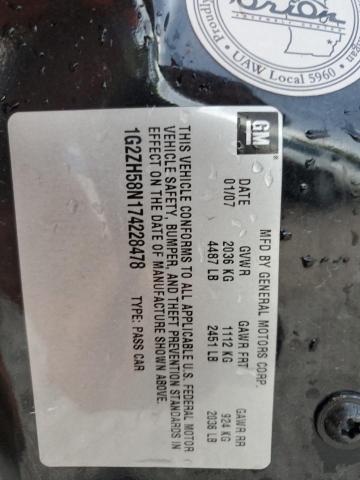 Orion
Proudly
UAW Local 5960
GM
MFD BY GENERAL MOTORS CORP.
DATE GVWR GAWR FRT GAWR RR
01/07 2036 KG 1112 KG 924 KG
4487 LB 2451 LB 2036 LB
THIS VEHICLE CONFORMS TO ALL APPLICABLE U.S. FEDERAL MOTOR
VEHICLE SAFETY, BUMPER, AND THEFT PREVENTION STANDARDS IN
EFFECT ON THE DATE OF MANUFACTURE SHOWN ABOVE.
1G2ZH58N174228478 TYPE: PASS CAR